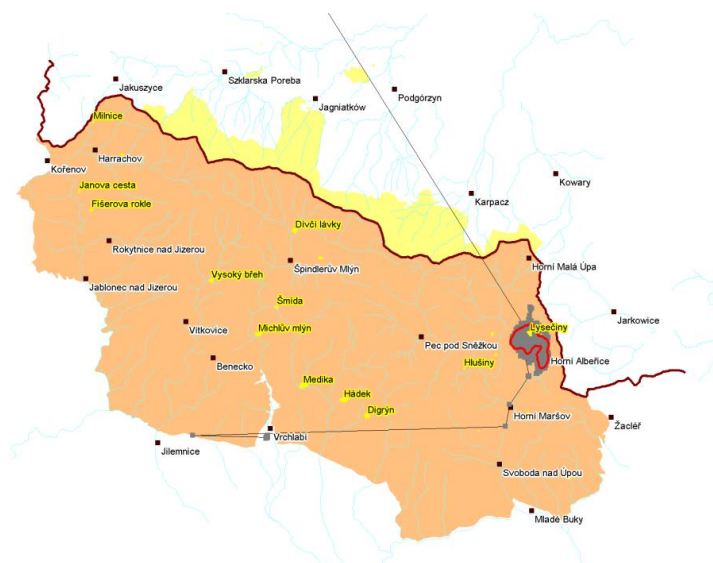 Szklarska Poreba
Jakuszyce
Podgórzyn
Jagniatków
Milnice
Harrachov
Kořenov
Kowary
Janova cesta
Karpacz
Fišerova rokle
Dívčí lávky
Rokytnice nad Jizerou
Špindlerův Mlýn
Horní Malá Úpa
Vysoký břeh
Jablonec nad Jizerou
Šmída
Jarkowice
Vítkovice
Michlův mlýn
Lysečiny
Pec pod Sněžkou
Benecko
Hlušiny
Horní Albeřice
Medika
Hádek
Digrýn
Horní Maršov
Žacléř
Vrchlabí
Jilemnice
Svoboda nad Úpou
Mladé Buky